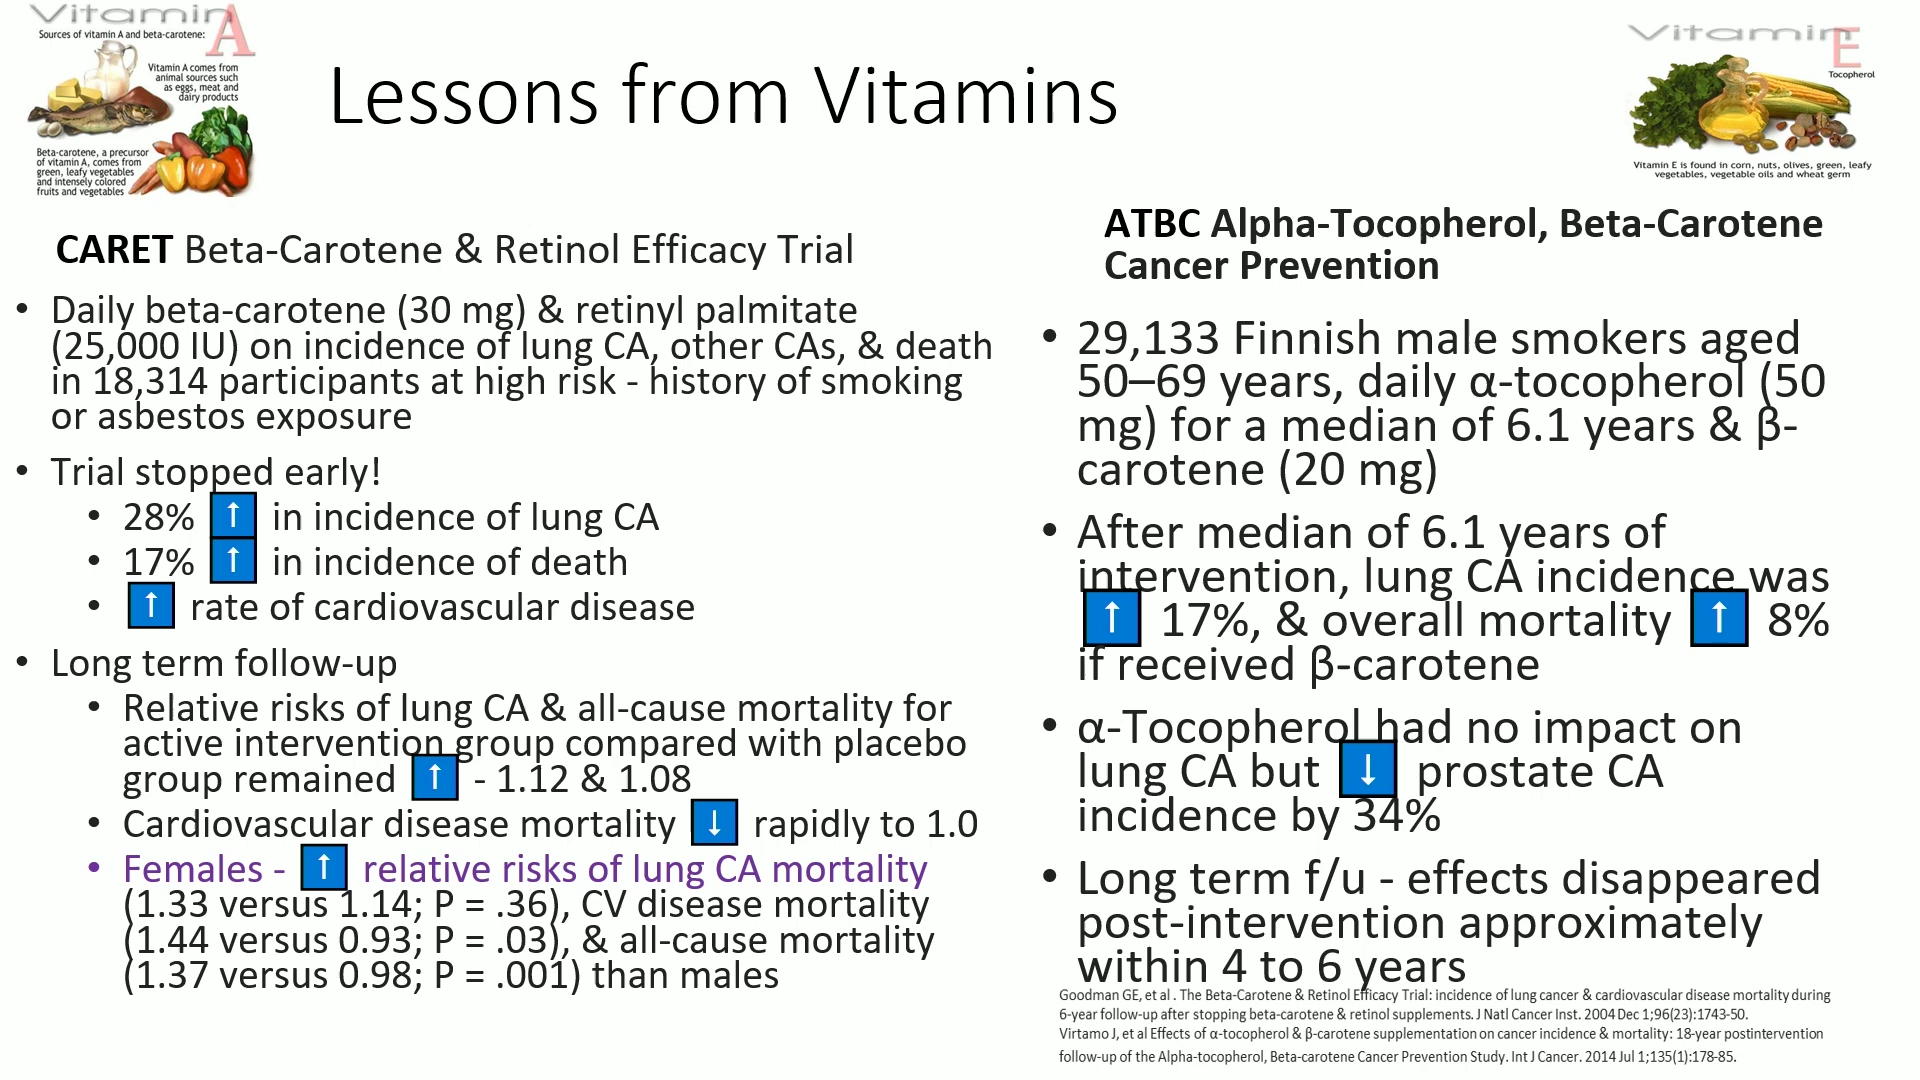 Vitamin A
Sources of vitamin A and beta-carotene:
Vitamin A comes from
animal sources such
as eggs, meat and
dairy products
Beta-carotene, a precursor
of vitamin A, comes from
green, leafy vegetables
and intensely colored
fruits and vegetables
Lessons from Vitamins
Vitamin E
Tocopherol
Vitamin E is found in corn, nuts, olives, green, leafy
vegetables, vegetable oils and wheat germ
CARET Beta-Carotene & Retinol Efficacy Trial
• Daily beta-carotene (30 mg) & retinyl palmitate
(25,000 IU) on incidence of lung CA, other CAs, & death
in 18,314 participants at high risk - history of smoking
or asbestos exposure
• Trial stopped early!
• 28% ↑ in incidence of lung CA
• 17% ↑ in incidence of death
• ↑ rate of cardiovascular disease
• Long term follow-up
• Relative risks of lung CA & all-cause mortality for
active intervention group compared with placebo
group remained ↑ - 1.12 & 1.08
• Cardiovascular disease mortality ↓ rapidly to 1.0
• Females - ↑ relative risks of lung CA mortality
(1.33 versus 1.14; P = .36), CV disease mortality
(1.44 versus 0.93; P = .03), & all-cause mortality
(1.37 versus 0.98; P = .001) than males
ATBC Alpha-Tocopherol, Beta-Carotene
Cancer Prevention
• 29,133 Finnish male smokers aged
50–69 years, daily α-tocopherol (50
mg) for a median of 6.1 years & β-
carotene (20 mg)
• After median of 6.1 years of
intervention, lung CA incidence was
↑ 17%, & overall mortality ↑ 8%
if received β-carotene
• α-Tocopherol had no impact on
lung CA but ↓ prostate CA
incidence by 34%
• Long term f/u - effects disappeared
post-intervention approximately
within 4 to 6 years
Goodman GE, et al . The Beta-Carotene & Retinol Efficacy Trial: incidence of lung cancer & cardiovascular disease mortality during
6-year follow-up after stopping beta-carotene & retinol supplements. J Natl Cancer Inst. 2004 Dec 1;96(23):1743-50.
Virtamo J, et al Effects of α-tocopherol & β-carotene supplementation on cancer incidence & mortality: 18-year postintervention
follow-up of the Alpha-tocopherol, Beta-carotene Cancer Prevention Study. Int J Cancer. 2014 Jul 1;135(1):178-85.